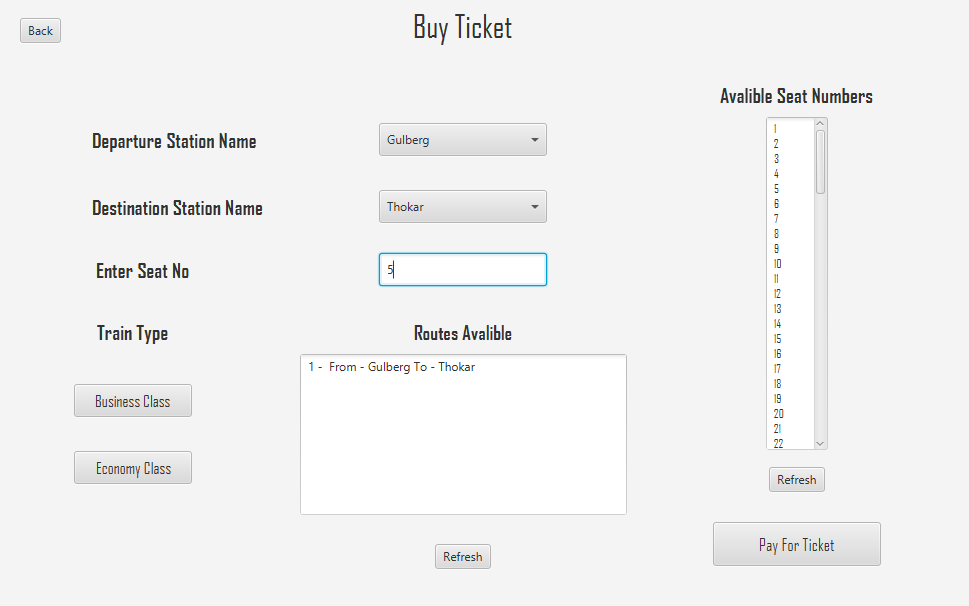 Back
Buy Ticket
Departure Station Name
Gulberg
Destination Station Name
Thokar
Enter Seat No
5
Train Type
Business Class
Economy Class
Routes Avalible
1 -  From - Gulberg To - Thokar
Refresh
Avalible Seat Numbers
1
2
3
4
5
6
7
8
9
10
11
12
13
14
15
16
17
18
19
20
21
22
Refresh
Pay For Ticket